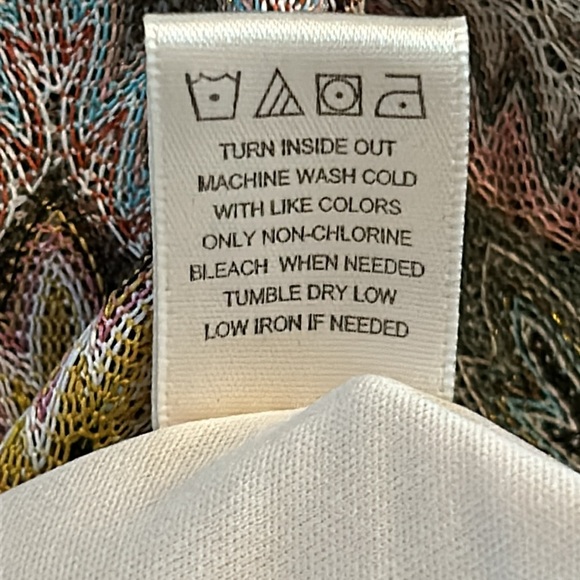 TURN INSIDE OUT
MACHINE WASH COLD
WITH LIKE COLORS
ONLY NON-CHLORINE
BLEACH WHEN NEEDED
TUMBLE DRY LOW
LOW IRON IF NEEDED